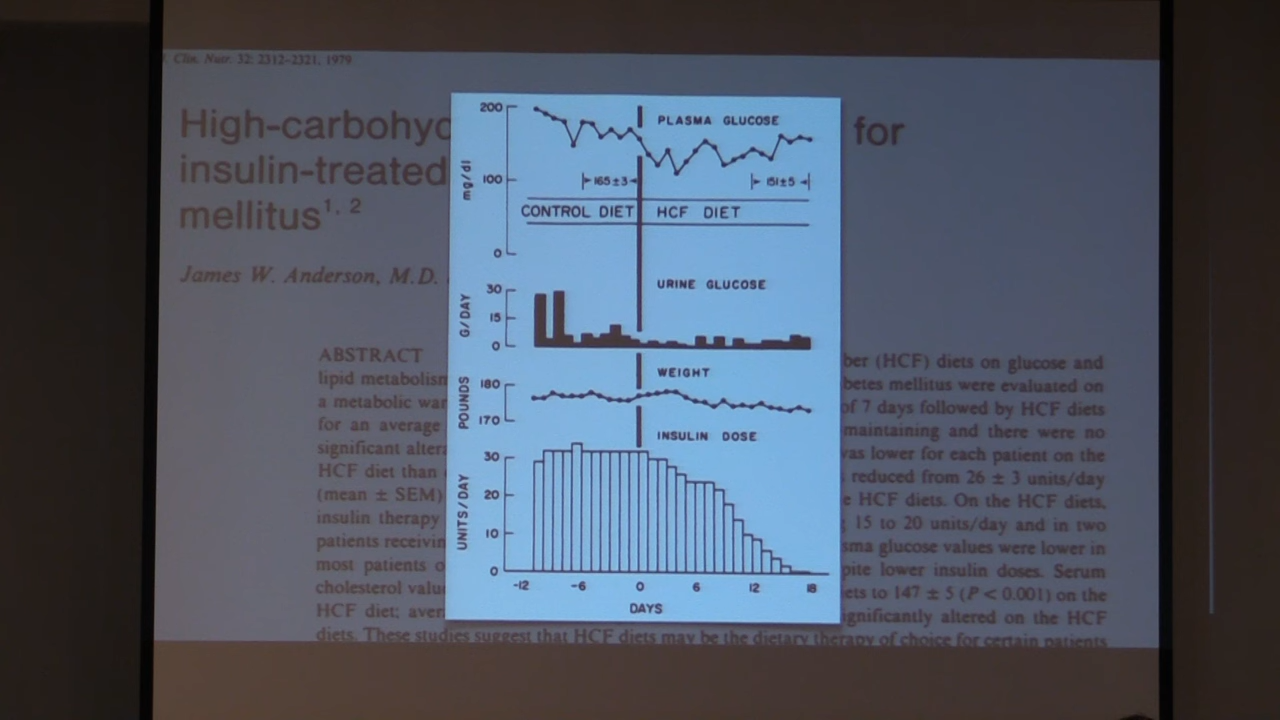 Clin. Nutr. 32: 2312–2321, 1979
High-carbohyd
for
insulin-treated
mellitus1, 2
James W. Anderson, M.D.
ABSTRACT
lipid metabolism
a metabolic war
for an average
significant altera
HCF diet than
(mean ± SEM)
insulin therapy
patients receivin
most patients o
cholesterol valu
HCF diet; aver
diets. These studies suggest that HCF diets may be the dietary therapy of choice for certain patients
ber (HCF) diets on glucose and
betes mellitus were evaluated on
of 7 days followed by HCF diets
maintaining and there were no
was lower for each patient on the
reduced from 26 ± 3 units/day
e HCF diets. On the HCF diets,
15 to 20 units/day and in two
sma glucose values were lower in
pite lower insulin doses. Serum
iets to 147 ± 5 (P < 0.001) on the
ignificantly altered on the HCF
PLASMA GLUCOSE
mg/dl
200
100
0
165±3
151±5
CONTROL DIET
HCF DIET
URINE GLUCOSE
G/DAY
30
15
0
WEIGHT
POUNDS
180
170
INSULIN DOSE
UNITS/DAY
30
20
10
0
-12 -6 0 6 12 18
DAYS